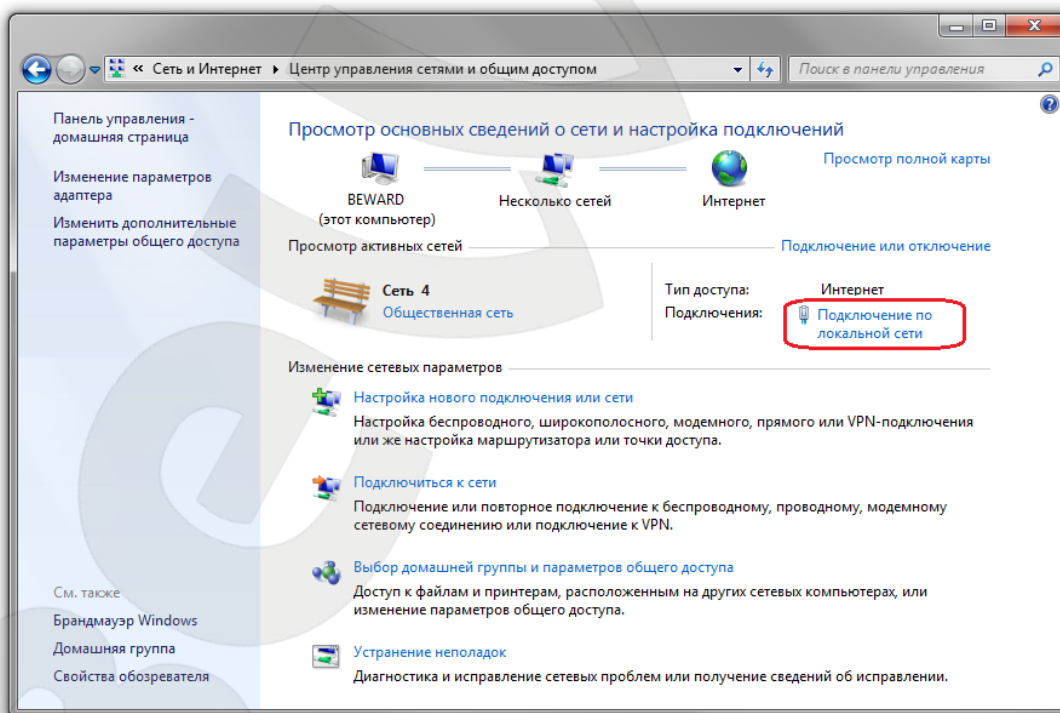 « Сеть и Интернет ▸ Центр управления сетями и общим доступом
Поиск в панели управления
Панель управления -
домашняя страница
Изменение параметров
адаптера
Изменить дополнительные
параметры общего доступа
Просмотр основных сведений о сети и настройка подключений
Просмотр полной карты
BEWARD
(этот компьютер)
Несколько сетей
Интернет
Просмотр активных сетей
Подключение или отключение
Сеть 4
Общественная сеть
Тип доступа: Интернет
Подключения: Подключение по
локальной сети
Изменение сетевых параметров
Настройка нового подключения или сети
Настройка беспроводного, широкополосного, модемного, прямого или VPN-подключения
или же настройка маршрутизатора или точки доступа.
Подключиться к сети
Подключение или повторное подключение к беспроводному, проводному, модемному
сетевому соединению или подключение к VPN.
Выбор домашней группы и параметров общего доступа
Доступ к файлам и принтерам, расположенным на других сетевых компьютерах, или
изменение параметров общего доступа.
Устранение неполадок
Диагностика и исправление сетевых проблем или получение сведений об исправлении.
См. также
Брандмауэр Windows
Домашняя группа
Свойства обозревателя